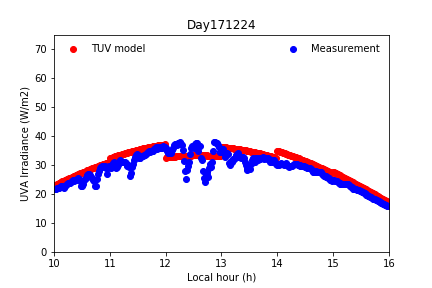 Day171224
TUV model
Measurement
UVA Irradiance (W/m2)
70
60
50
40
30
20
10
0
10 11 12 13 14 15 16
Local hour (h)